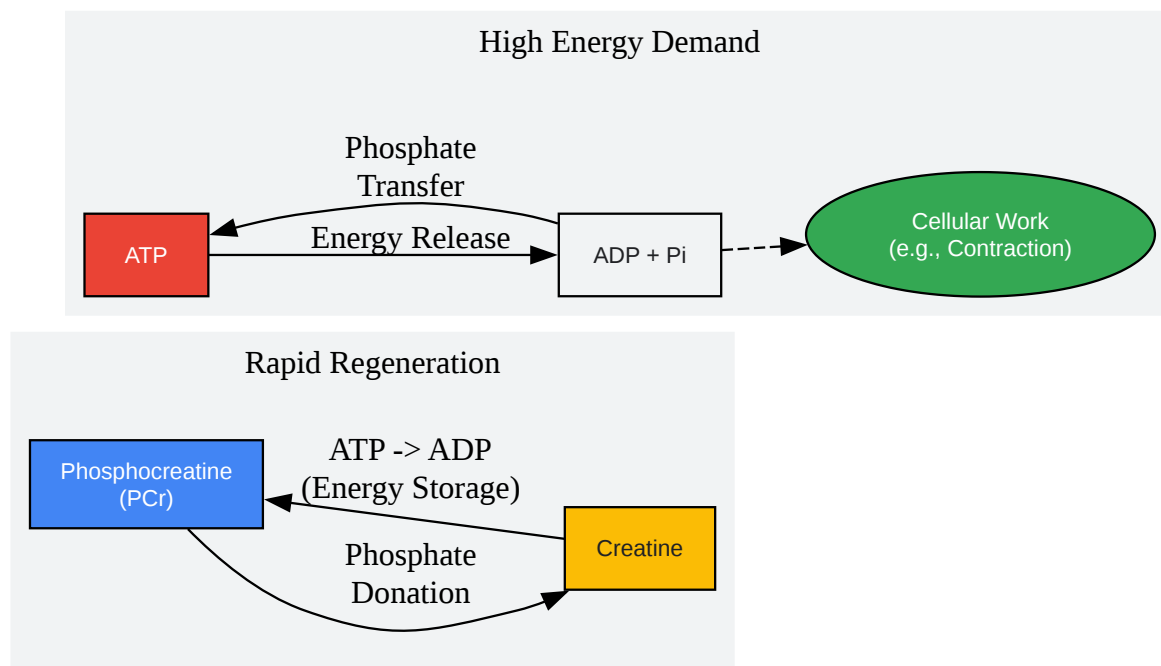 High Energy Demand
Phosphate
Transfer
Energy Release
ATP
ADP + Pi
Cellular Work
(e.g., Contraction)
Rapid Regeneration
Phosphocreatine
(PCr)
ATP -> ADP
(Energy Storage)
Creatine
Phosphate
Donation